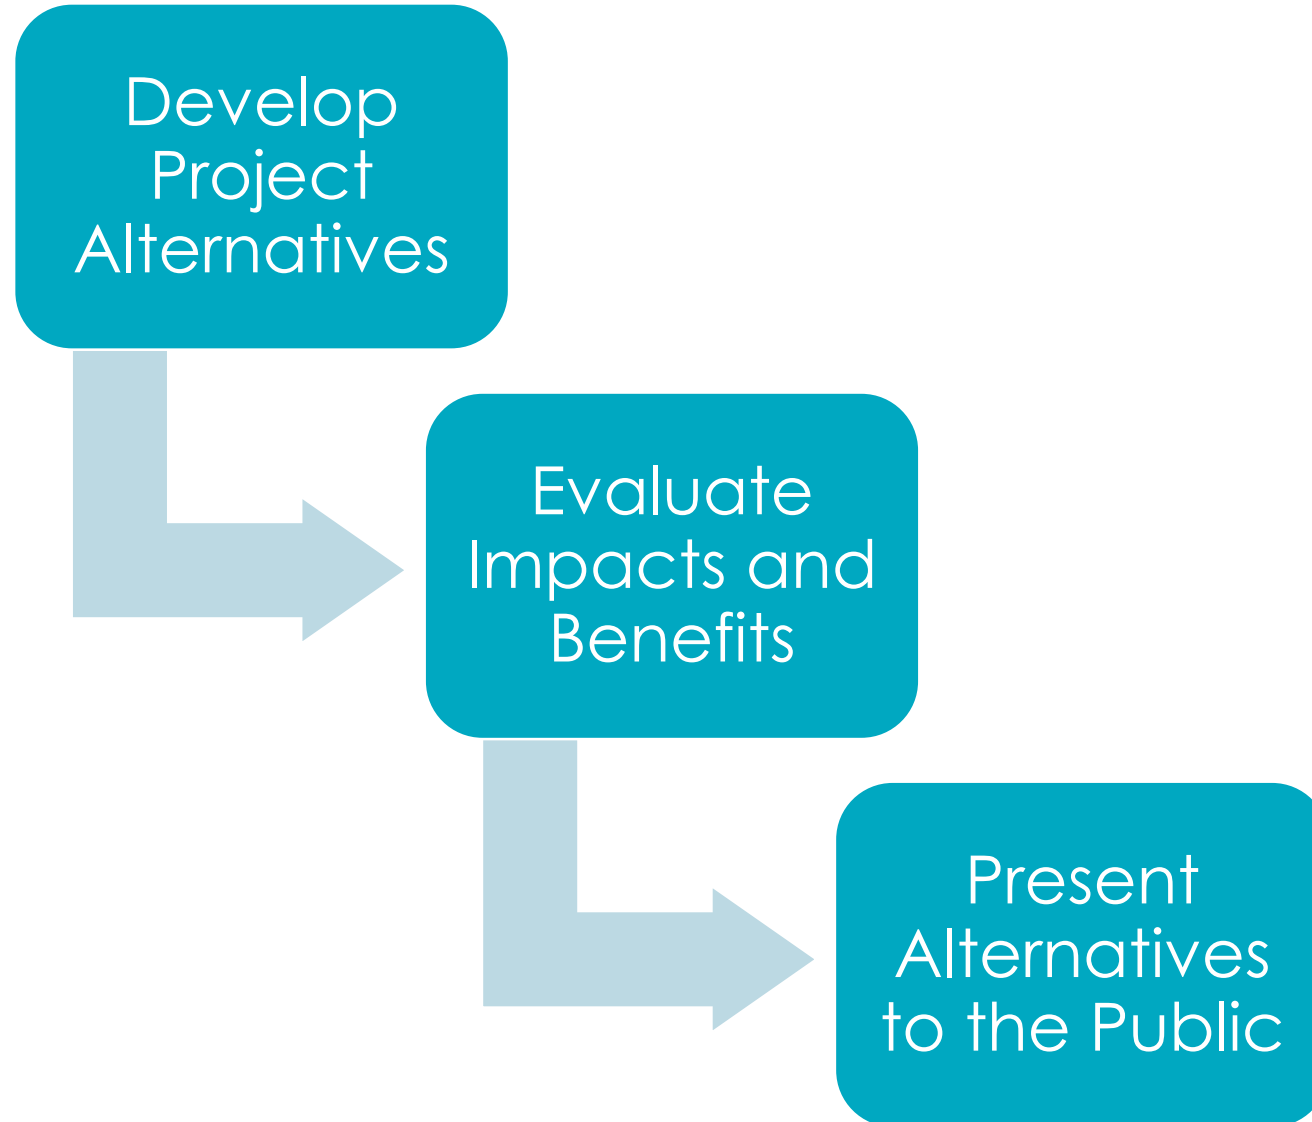 Develop
Project
Alternatives
Evaluate
Impacts and
Benefits
Present
Alternatives
to the Public